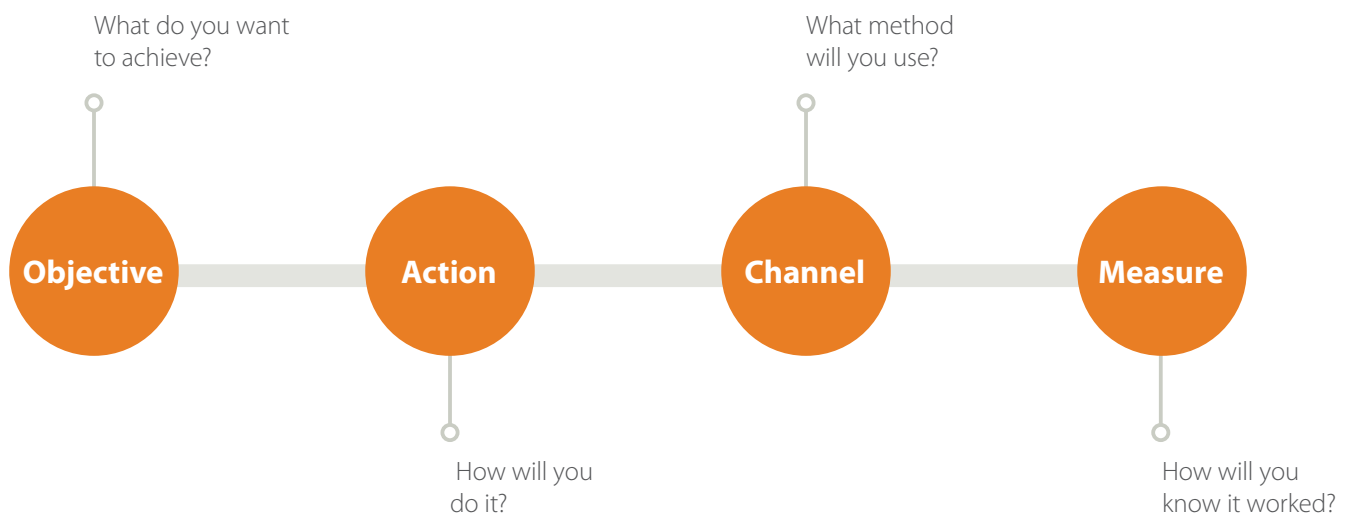 What do you want
to achieve?
What method
will you use?
Objective
Action
Channel
Measure
How will you
do it?
How will you
know it worked?